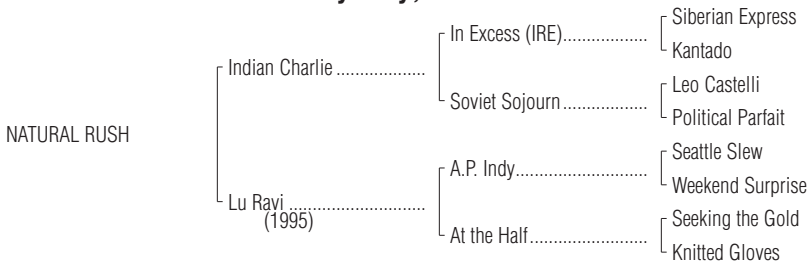 Siberian Express
In Excess (IRE)....................
Kantado
Indian Charlie ...................
Leo Castelli
Soviet Sojourn....................
Political Parfait
NATURAL RUSH
Seattle Slew
A.P. Indy...............................
Weekend Surprise
Lu Ravi .............................
(1995)
Seeking the Gold
At the Half............................
Knitted Gloves